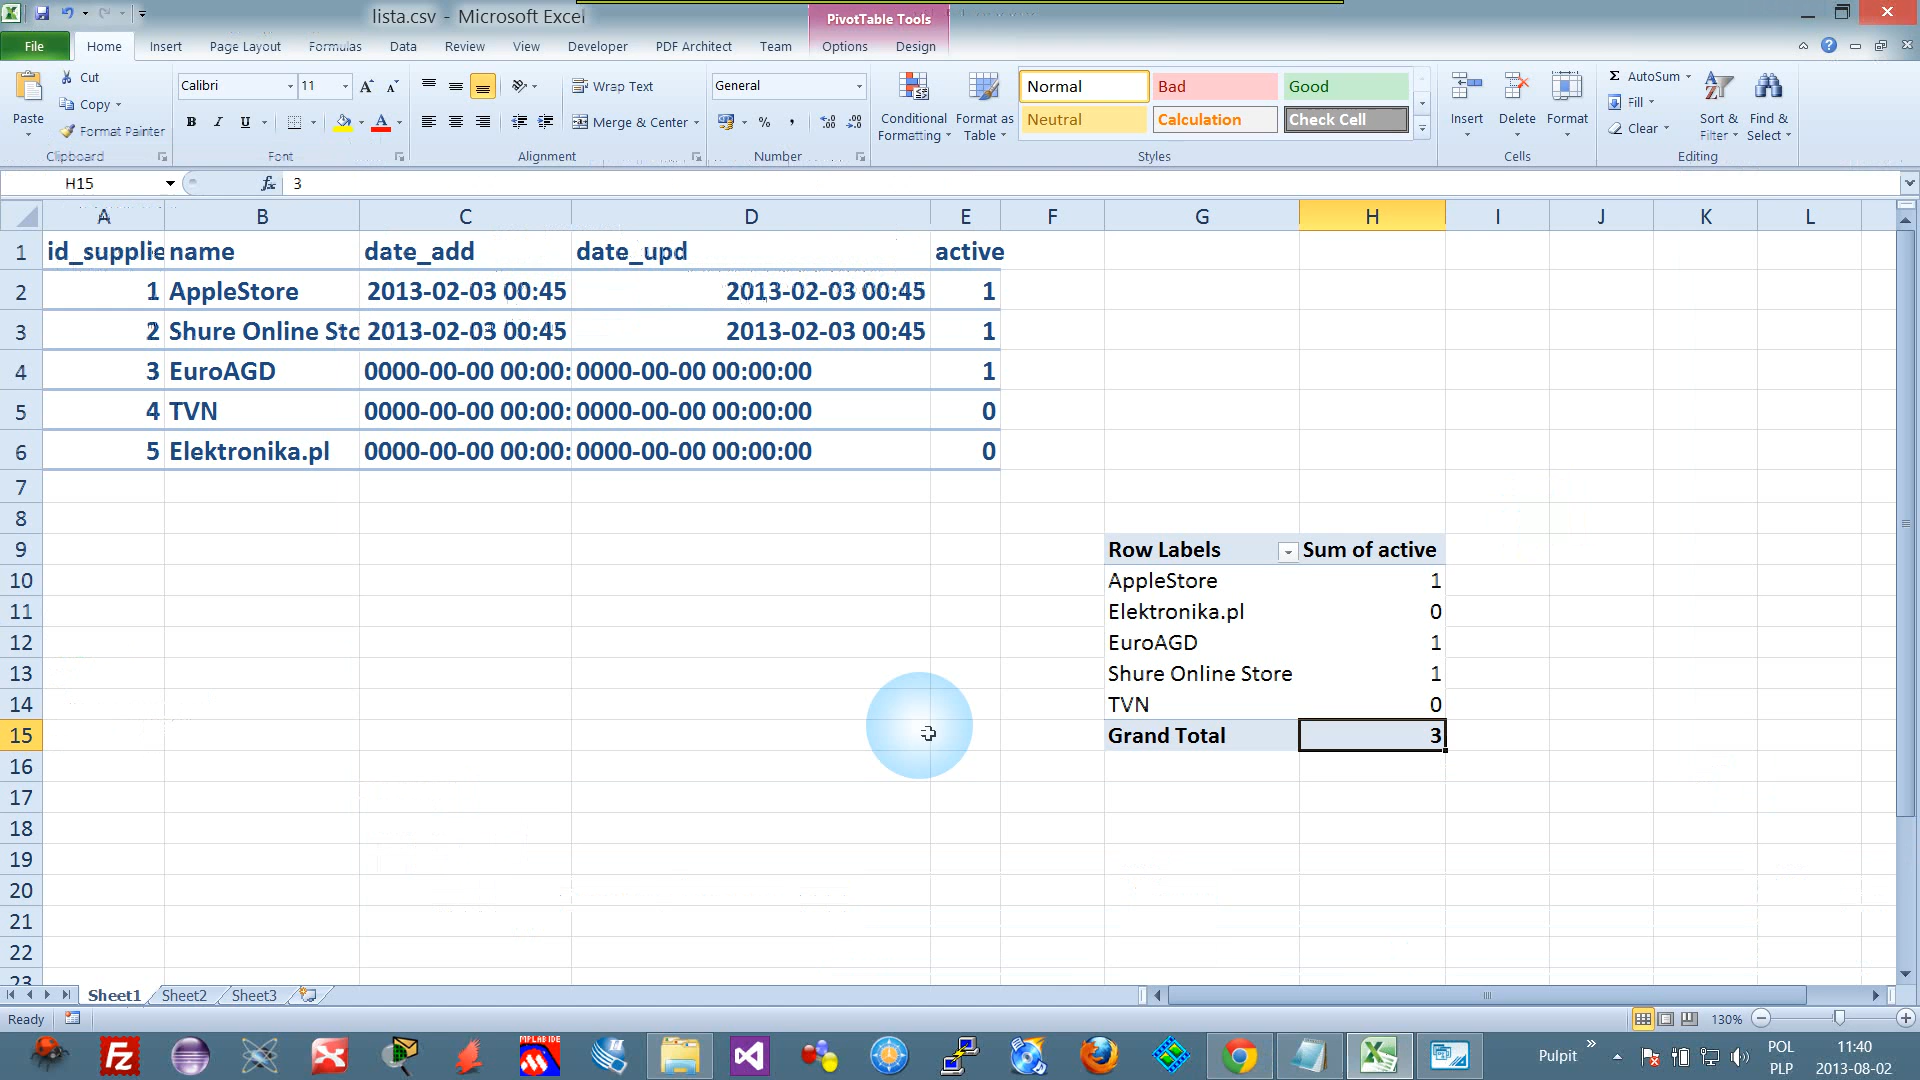 lista.csv - Microsoft Excel
PivotTable Tools
File Home Insert Page Layout Formulas Data Review View Developer PDF Architect Team Options Design
Cut
Copy
Format Painter
Paste
Clipboard
Calibri 11
B I U
Font
Wrap Text
Merge & Center
Alignment
General
Number
Conditional Formatting
Format as Table
Normal Bad Good
Neutral Calculation Check Cell
Styles
Insert Delete Format
Cells
Σ AutoSum
Fill
Clear
Sort & Filter
Find & Select
Editing
H15 fx 3
A B C D E F G H I J K L
1 id_supplie name date_add date_upd active
2 1 AppleStore 2013-02-03 00:45 2013-02-03 00:45 1
3 2 Shure Online Sto 2013-02-03 00:45 2013-02-03 00:45 1
4 3 EuroAGD 0000-00-00 00:00: 0000-00-00 00:00:00 1
5 4 TVN 0000-00-00 00:00: 0000-00-00 00:00:00 0
6 5 Elektronika.pl 0000-00-00 00:00: 0000-00-00 00:00:00 0
7
8
9 Row Labels Sum of active
10 AppleStore 1
11 Elektronika.pl 0
12 EuroAGD 1
13 Shure Online Store 1
14 TVN 0
15 Grand Total 3
16
17
18
19
20
21
22
23
Sheet1 Sheet2 Sheet3
Ready 130%
Fz MPLAB IDE Pulpit POL 11:40
PLP 2013-08-02